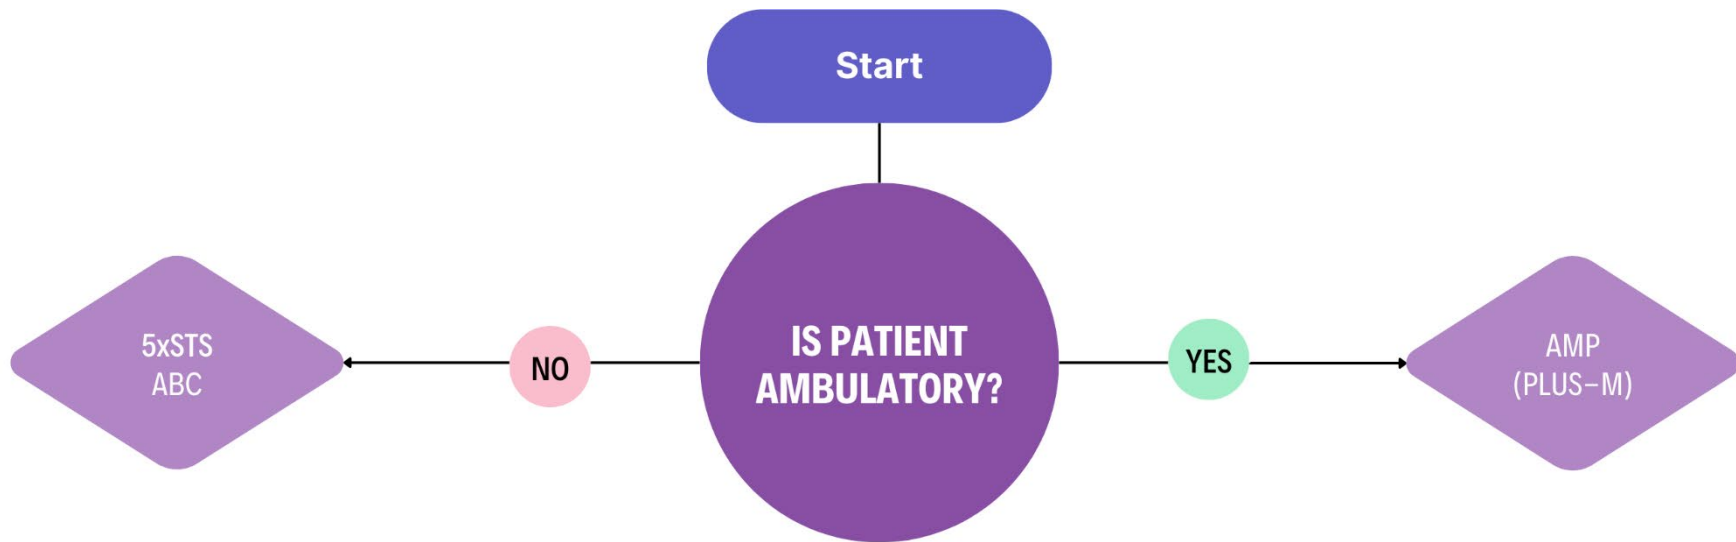 Start
IS PATIENT
AMBULATORY?
NO
YES
5xSTS
ABC
AMP
(PLUS–M)